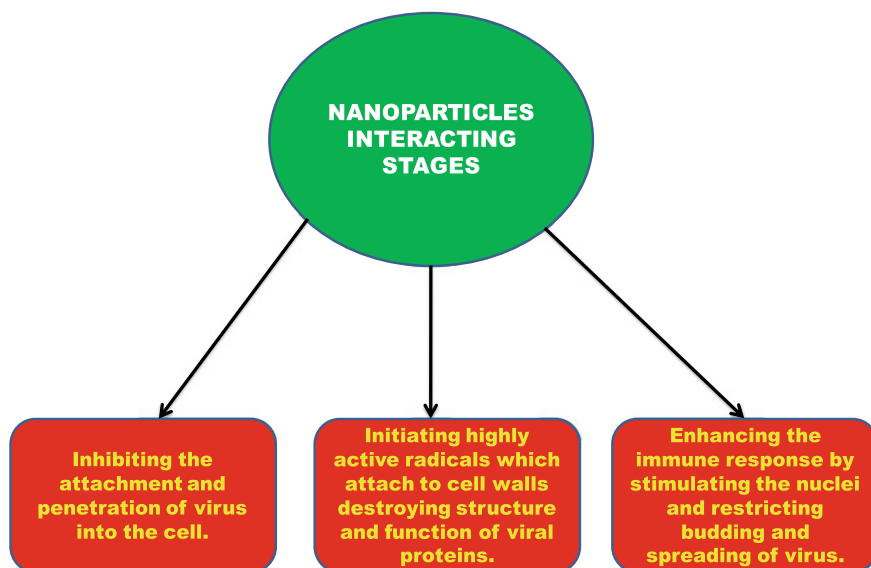 NANOPARTICLES
INTERACTING
STAGES
Inhibiting the
attachment and
penetration of virus
into the cell.
Initiating highly
active radicals which
attach to cell walls
destroying structure
and function of viral
proteins.
Enhancing the
immune response by
stimulating the nuclei
and restricting
budding and
spreading of virus.